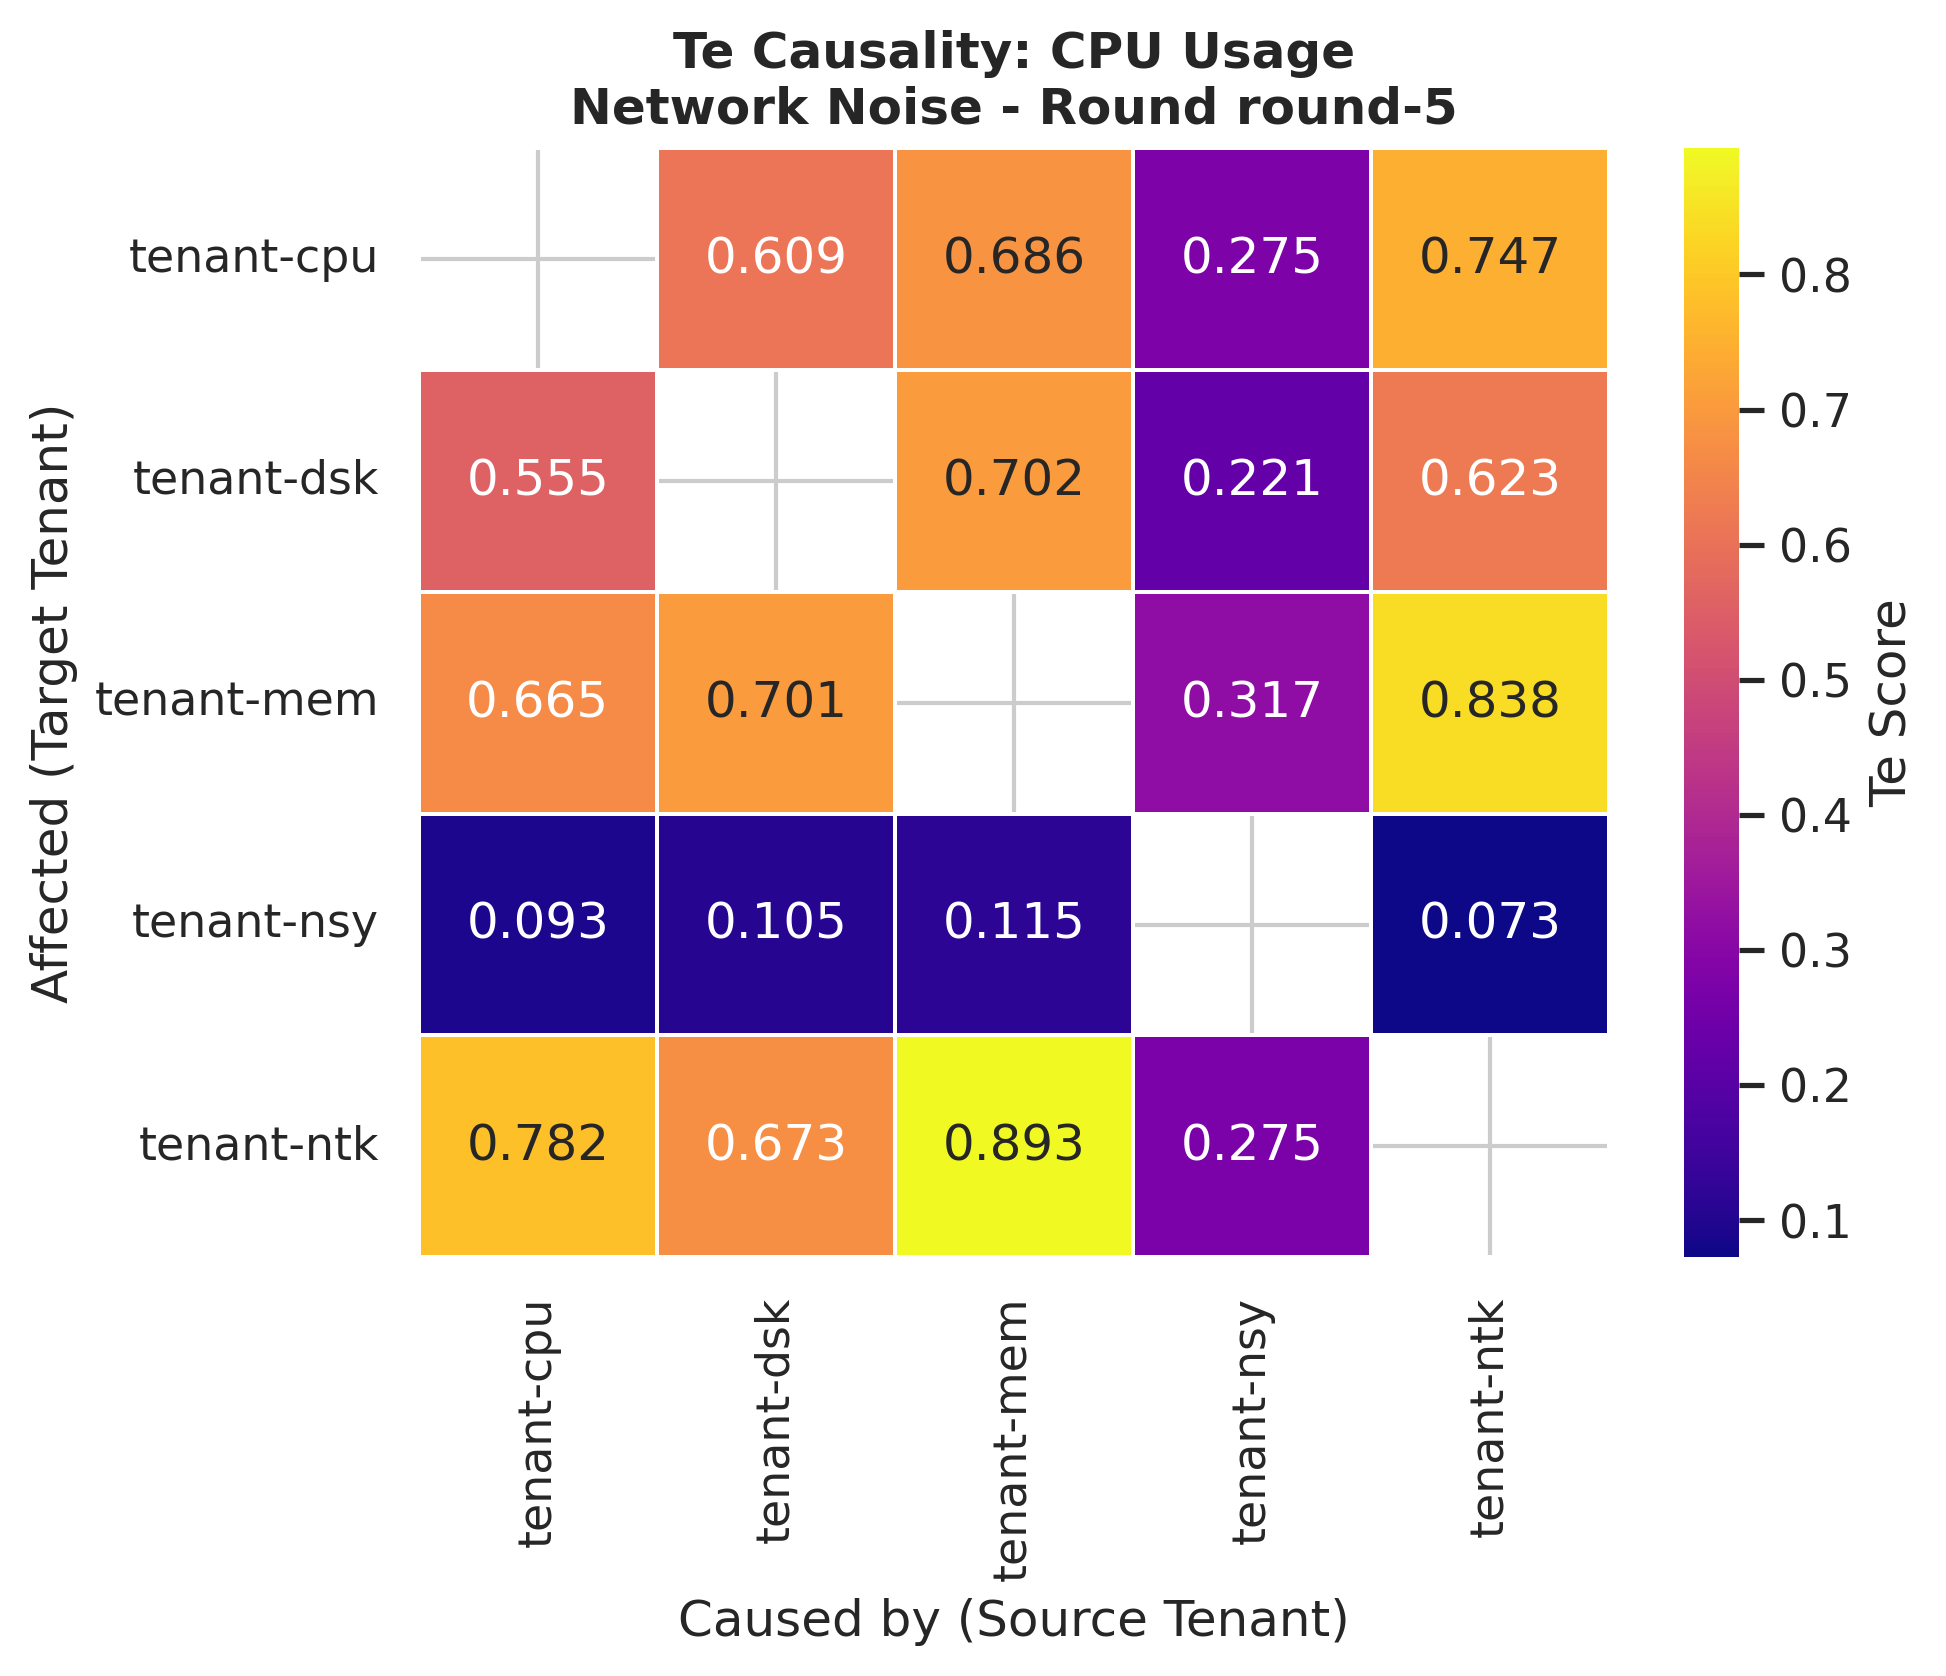 Te Causality: CPU Usage
Network Noise - Round round-5
Affected (Target Tenant)
tenant-cpu
0.609 0.686 0.275 0.747
tenant-dsk
0.555 0.702 0.221 0.623
tenant-mem
0.665 0.701 0.317 0.838
tenant-nsy
0.093 0.105 0.115 0.073
tenant-ntk
0.782 0.673 0.893 0.275
tenant-cpu
tenant-dsk
tenant-mem
tenant-nsy
tenant-ntk
Caused by (Source Tenant)
0.8
0.7
0.6
0.5
0.4
0.3
0.2
0.1
Te Score